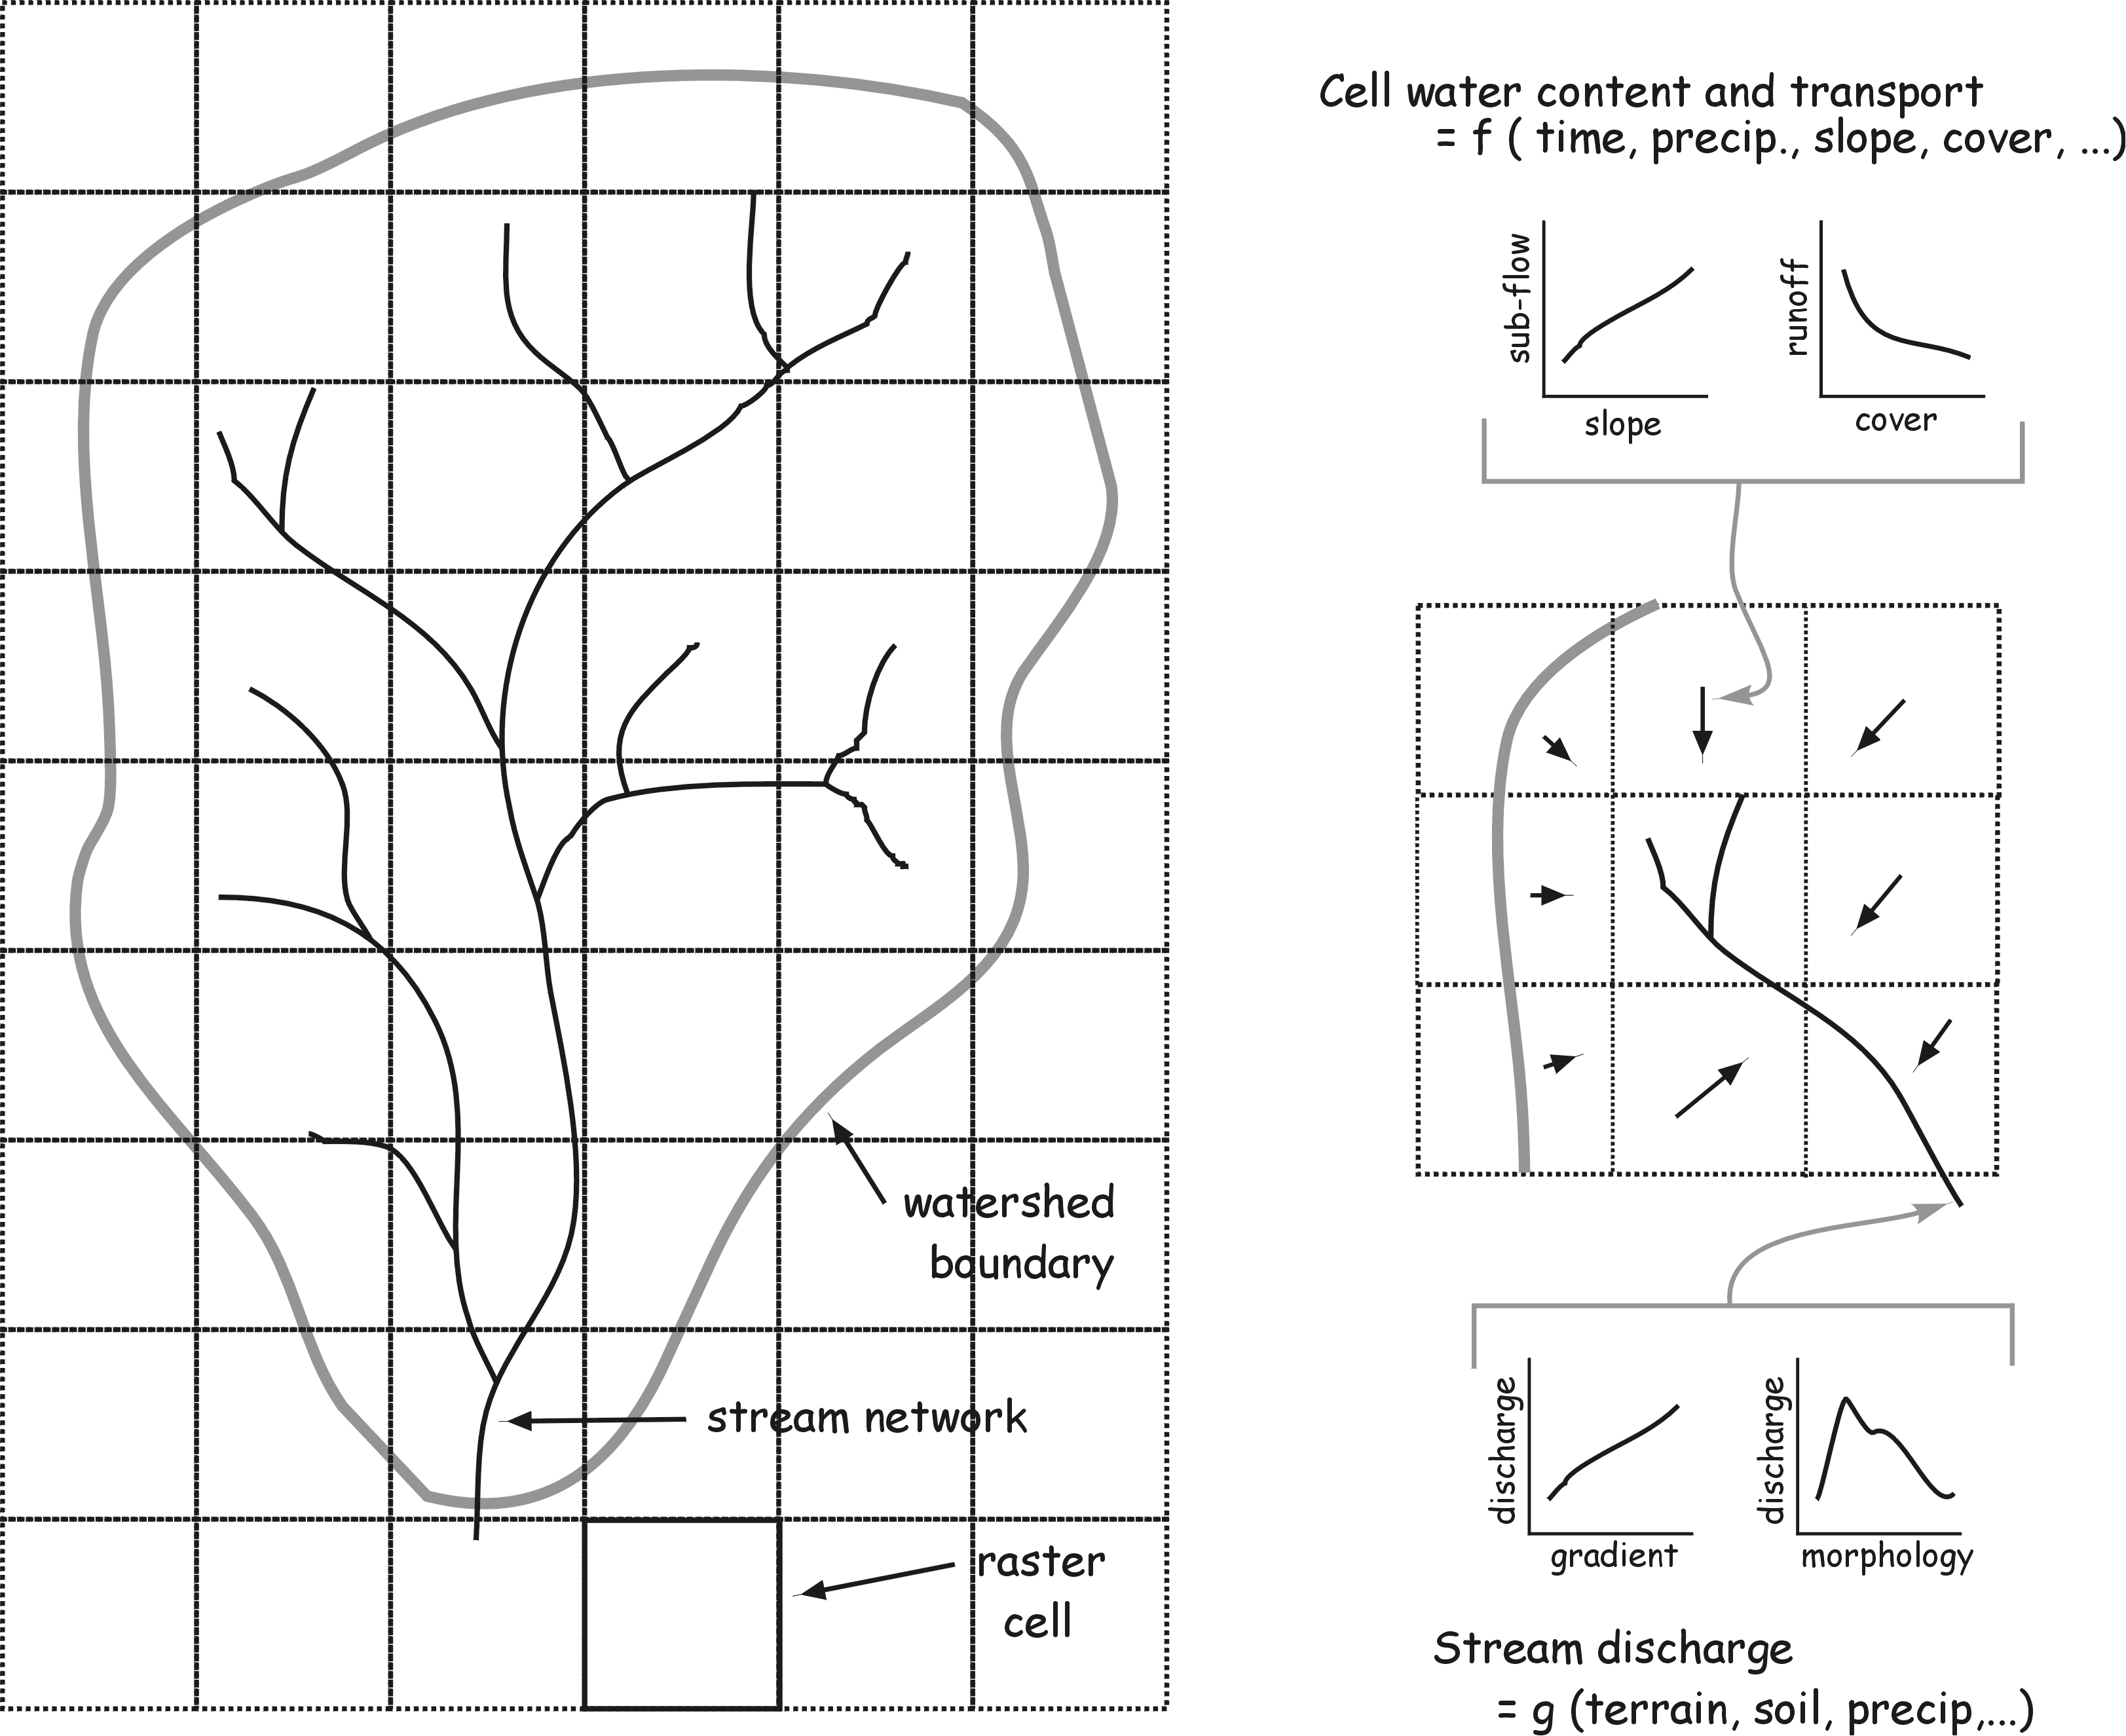 Cell water content and transport
= f ( time, precip., slope, cover, ...)
sub-flow
slope
runoff
cover
watershed
boundary
stream network
raster
cell
discharge
gradient
discharge
morphology
Stream discharge
= g (terrain, soil, precip,...)